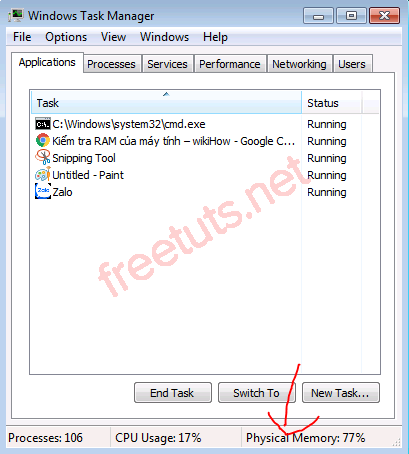 Windows Task Manager
File Options View Windows Help
Applications Processes Services Performance Networking Users
Task Status
C:\Windows\system32\cmd.exe Running
Kiểm tra RAM của máy tính – wikiHow - Google C... Running
Snipping Tool Running
Untitled - Paint Running
Zalo Zalo Running
freetuts.net
End Task Switch To New Task...
Processes: 106 CPU Usage: 17% Physical Memory: 77%